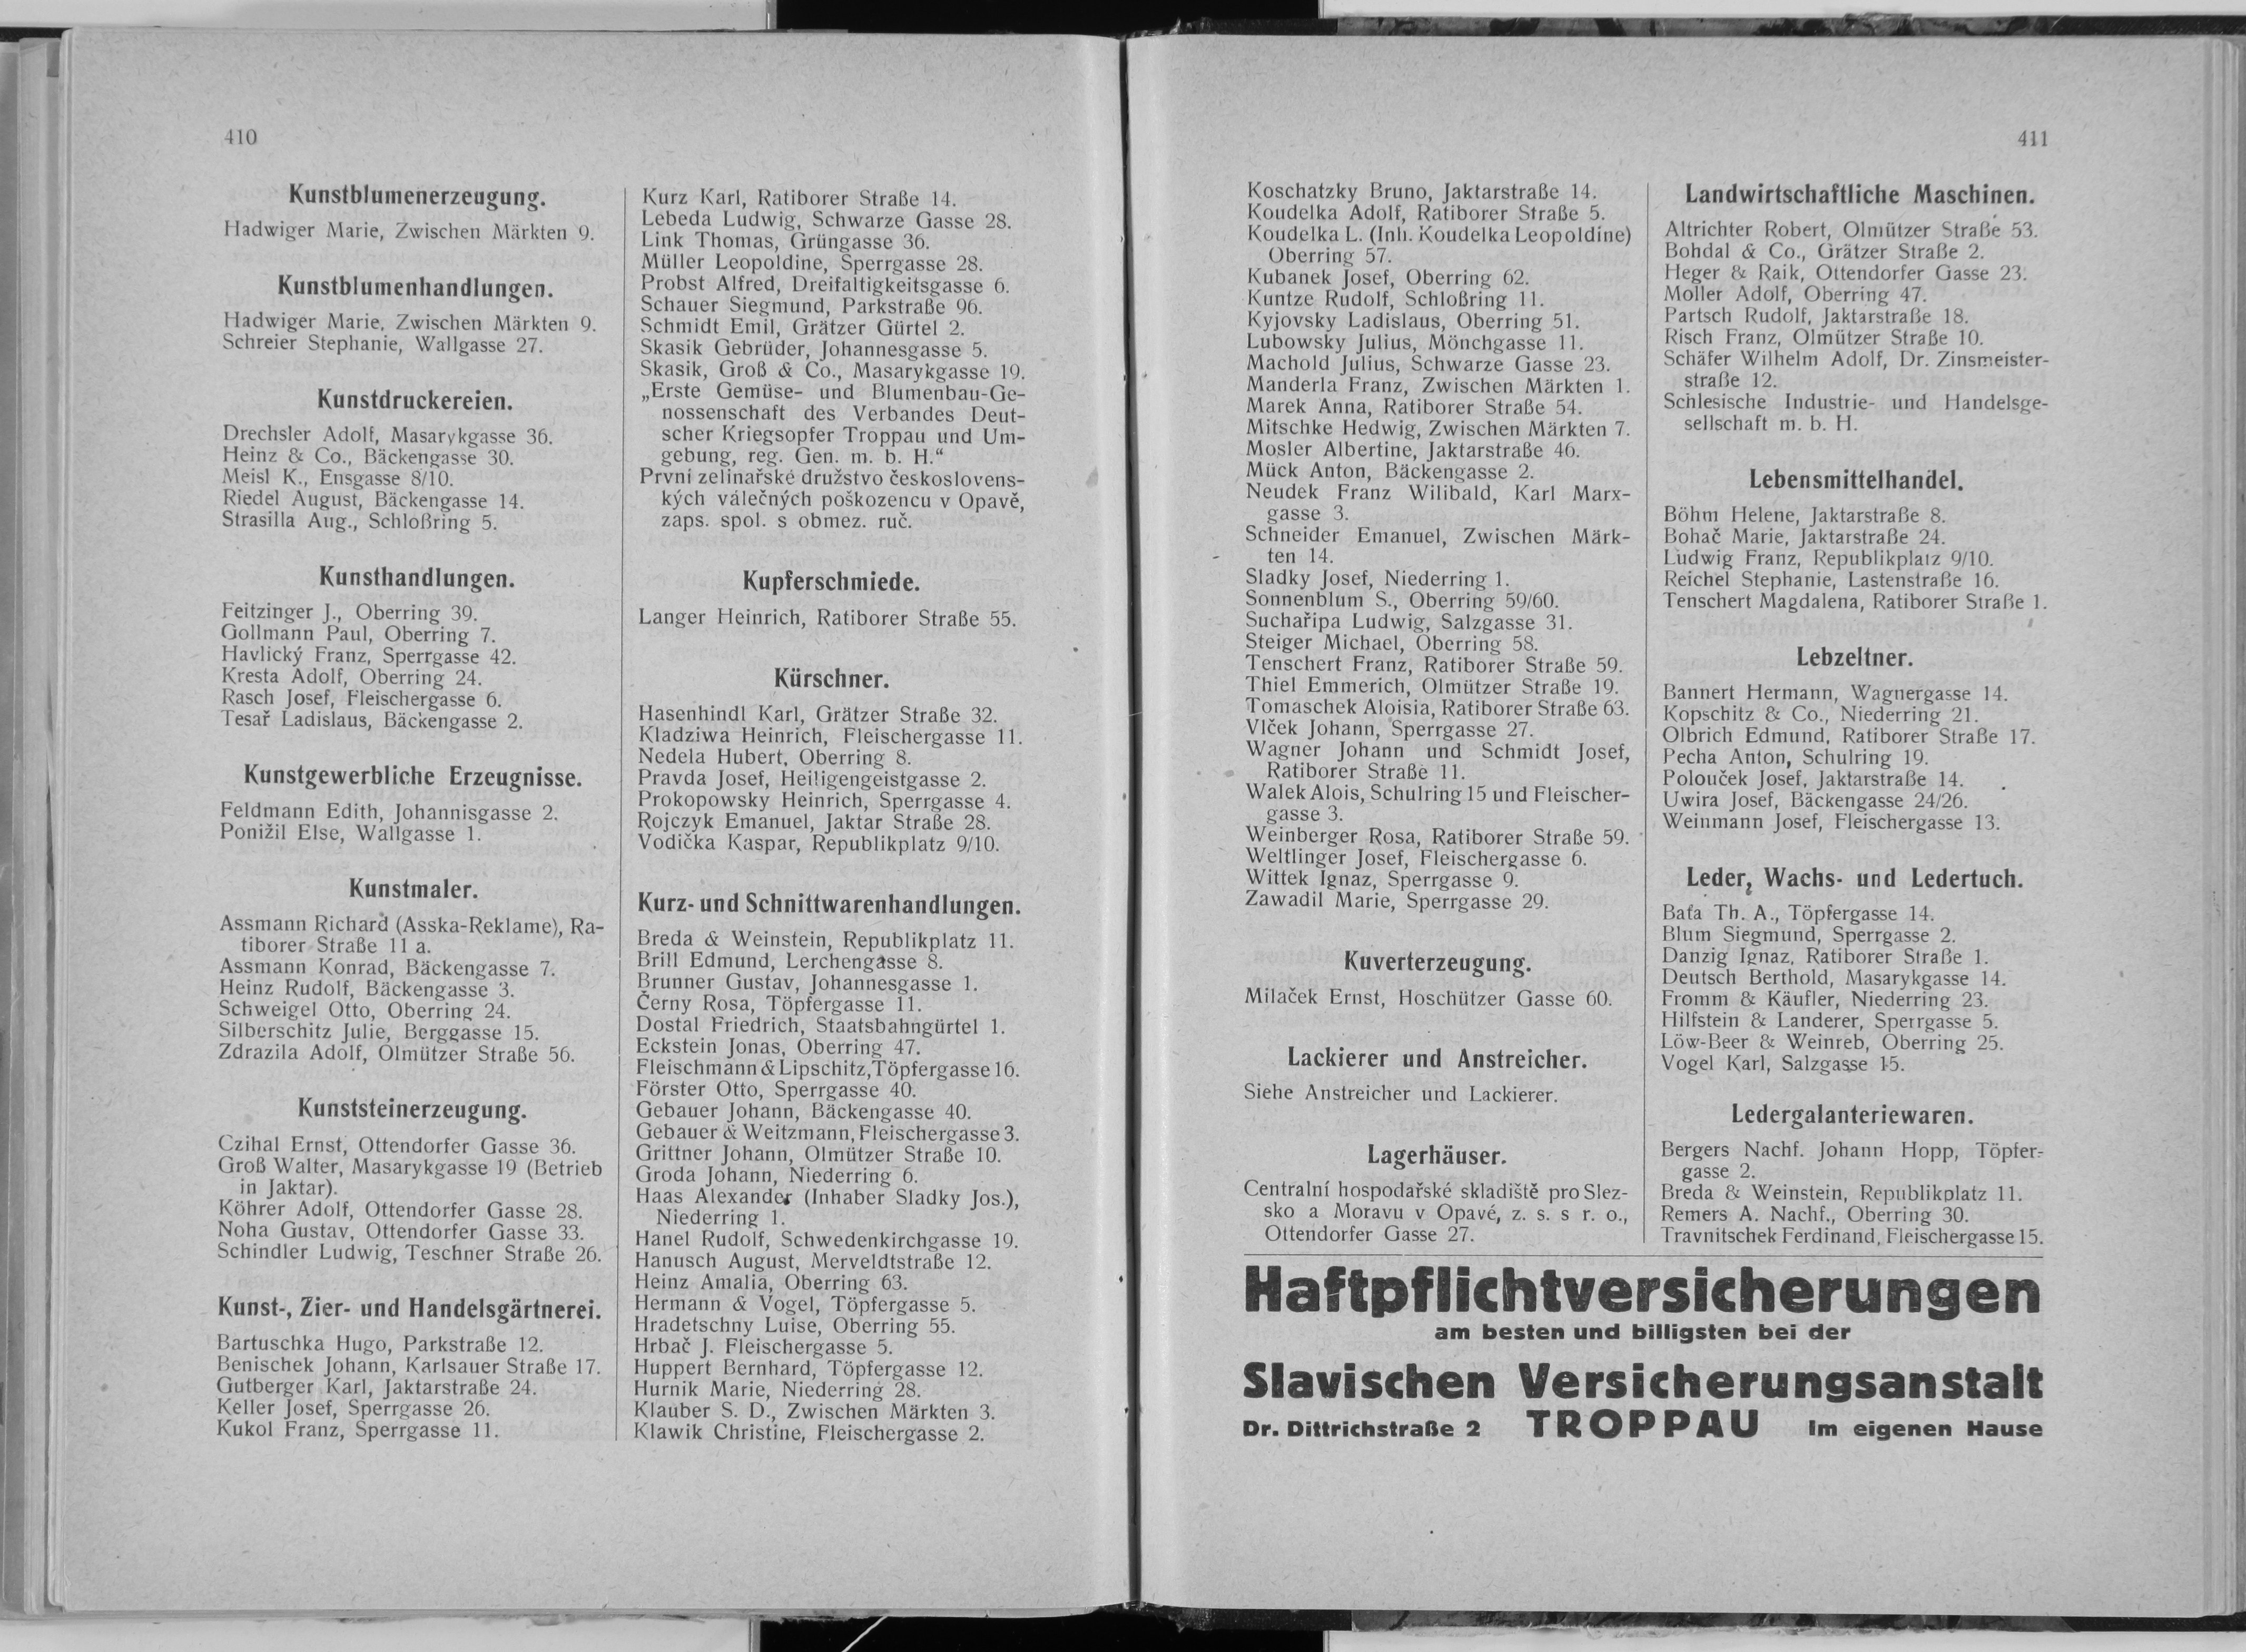 410
Kunstblumenerzeugung.
Hadwiger Marie, Zwischen Märkten 9.
Kunstblumenhandlungen.
Hadwiger Marie, Zwischen Märkten 9.
Schreier Stephanie, Wallgasse 27.
Kunstdruckereien.
Drechsler Adolf, Masarykgasse 36.
Heinz & Co., Bäckengasse 30.
Meisl K., Ensgasse 8/10.
Riedel August, Bäckengasse 14.
Strasilla Aug., Schloßring 5.
Kunsthandlungen.
Feitzinger J., Oberring 39.
Gollmann Paul, Oberring 7.
Havlický Franz, Sperrgasse 42.
Kresta Adolf, Oberring 24.
Rasch Josef, Fleischergasse 6.
Tesař Ladislaus, Bäckengasse 2.
Kunstgewerbliche Erzeugnisse.
Feldmann Edith, Johannisgasse 2.
Ponižil Else, Wallgasse 1.
Kunstmaler.
Assmann Richard (Asska-Reklame), Ra-
tiborer Straße 11 a.
Assmann Konrad, Bäckengasse 7.
Heinz Rudolf, Bäckengasse 3.
Schweigel Otto, Oberring 24.
Silberschitz Julie, Berggasse 15.
Zdrazila Adolf, Olmützer Straße 56.
Kunststeinerzeugung.
Czihal Ernst, Ottendorfer Gasse 36.
Groß Walter, Masarykgasse 19 (Betrieb
in Jaktar).
Köhrer Adolf, Ottendorfer Gasse 28.
Noha Gustav, Ottendorfer Gasse 33.
Schindler Ludwig, Teschner Straße 26.
Kunst-, Zier- und Handelsgärtnerei.
Bartuschka Hugo, Parkstraße 12.
Benischek Johann, Karlsauer Straße 17.
Gutberger Karl, Jaktarstraße 24.
Keller Josef, Sperrgasse 26.
Kukol Franz, Sperrgasse 11.
Kurz Karl, Ratiborer Straße 14.
Lebeda Ludwig, Schwarze Gasse 28.
Link Thomas, Grüngasse 36.
Müller Leopoldine, Sperrgasse 28.
Probst Alfred, Dreifaltigkeitsgasse 6.
Schauer Siegmund, Parkstraße 96.
Schmidt Emil, Grätzer Gürtel 2.
Skasik Gebrüder, Johannesgasse 5.
Skasik, Groß & Co., Masarykgasse 19.
„Erste Gemüse- und Blumenbau-Ge-
nossenschaft des Verbandes Deut-
scher Kriegsopfer Troppau und Um-
gebung, reg. Gen. m. b. H.“
První zelinařské družstvo českoslovens-
kých válečných poškozencu v Opavě,
zaps. spol. s obmez. ruč.
Kupferschmiede.
Langer Heinrich, Ratiborer Straße 55.
Kürschner.
Hasenhindl Karl, Grätzer Straße 32.
Kladziwa Heinrich, Fleischergasse 11.
Nedela Hubert, Oberring 8.
Pravda Josef, Heiligengeistgasse 2.
Prokopowsky Heinrich, Sperrgasse 4.
Rojczyk Emanuel, Jaktar Straße 28.
Vodička Kaspar, Republikplatz 9/10.
Kurz- und Schnittwarenhandlungen.
Breda & Weinstein, Republikplatz 11.
Brill Edmund, Lerchengasse 8.
Brunner Gustav, Johannesgasse 1.
Černy Rosa, Töpfergasse 11.
Dostal Friedrich, Staatsbahngürtel 1.
Eckstein Jonas, Oberring 47.
Fleischmann & Lipschitz, Töpfergasse 16.
Förster Otto, Sperrgasse 40.
Gebauer Johann, Bäckengasse 40.
Gebauer & Weitzmann, Fleischergasse 3.
Grittner Johann, Olmützer Straße 10.
Groda Johann, Niederring 6.
Haas Alexander (Inhaber Sladky Jos.),
Niederring 1.
Hanel Rudolf, Schwedenkirchgasse 19.
Hanusch August, Merveldtstraße 12.
Heinz Amalia, Oberring 63.
Hermann & Vogel, Töpfergasse 5.
Hradetschny Luise, Oberring 55.
Hrbač J. Fleischergasse 5.
Huppert Bernhard, Töpfergasse 12.
Hurnik Marie, Niederring 28.
Klauber S. D., Zwischen Märkten 3.
Klawik Christine, Fleischergasse 2.
411
Koschatzky Bruno, Jaktarstraße 14.
Koudelka Adolf, Ratiborer Straße 5.
Koudelka L. (Inh. Koudelka Leopoldine)
Oberring 57.
Kubanek Josef, Oberring 62.
Kuntze Rudolf, Schloßring 11.
Kyjovsky Ladislaus, Oberring 51.
Lubowsky Julius, Mönchgasse 11.
Machold Julius, Schwarze Gasse 23.
Manderla Franz, Zwischen Märkten 1.
Marek Anna, Ratiborer Straße 54.
Mitschke Hedwig, Zwischen Märkten 7.
Mosler Albertine, Jaktarstraße 46.
Mück Anton, Bäckengasse 2.
Neudek Franz Wilibald, Karl Marx-
gasse 3.
Schneider Emanuel, Zwischen Märk-
ten 14.
Sladky Josef, Niederring 1.
Sonnenblum S., Oberring 59/60.
Suchařipa Ludwig, Salzgasse 31.
Steiger Michael, Oberring 58.
Tenschert Franz, Ratiborer Straße 59.
Thiel Emmerich, Olmützer Straße 19.
Tomaschek Aloisia, Ratiborer Straße 63.
Vlček Johann, Sperrgasse 27.
Wagner Johann und Schmidt Josef,
Ratiborer Straße 11.
Walek Alois, Schulring 15 und Fleischer-
gasse 3.
Weinberger Rosa, Ratiborer Straße 59.
Weltlinger Josef, Fleischergasse 6.
Wittek Ignaz, Sperrgasse 9.
Zawadil Marie, Sperrgasse 29.
Kuverterzeugung.
Milaček Ernst, Hoschützer Gasse 60.
Lackierer und Anstreicher.
Siehe Anstreicher und Lackierer.
Lagerhäuser.
Centralní hospodařské skladiště pro Slez-
sko a Moravu v Opavé, z. s. s r. o.,
Ottendorfer Gasse 27.
Landwirtschaftliche Maschinen.
Altrichter Robert, Olmützer Straße 53.
Bohdal & Co., Grätzer Straße 2.
Heger & Raik, Ottendorfer Gasse 23.
Moller Adolf, Oberring 47.
Partsch Rudolf, Jaktarstraße 18.
Risch Franz, Olmützer Straße 10.
Schäfer Wilhelm Adolf, Dr. Zinsmeister-
straße 12.
Schlesische Industrie- und Handelsge-
sellschaft m. b. H.
Lebensmittelhandel.
Böhm Helene, Jaktarstraße 8.
Bohač Marie, Jaktarstraße 24.
Ludwig Franz, Republikplatz 9/10.
Reichel Stephanie, Lastenstraße 16.
Tenschert Magdalena, Ratiborer Straße 1.
Lebzeltner.
Bannert Hermann, Wagnergasse 14.
Kopschitz & Co., Niederring 21.
Olbrich Edmund, Ratiborer Straße 17.
Pecha Anton, Schulring 19.
Polouček Josef, Jaktarstraße 14.
Uwira Josef, Bäckengasse 24/26.
Weinmann Josef, Fleischergasse 13.
Leder, Wachs- und Ledertuch.
Baťa Th. A., Töpfergasse 14.
Blum Siegmund, Sperrgasse 2.
Danzig Ignaz, Ratiborer Straße 1.
Deutsch Berthold, Masarykgasse 14.
Fromm & Käufler, Niederring 23.
Hilfstein & Landerer, Sperrgasse 5.
Löw-Beer & Weinreb, Oberring 25.
Vogel Karl, Salzgasse 15.
Ledergalanteriewaren.
Bergers Nachf. Johann Hopp, Töpfer-
gasse 2.
Breda & Weinstein, Republikplatz 11.
Remers A. Nachf., Oberring 30.
Travnitschek Ferdinand, Fleischergasse 15.
Haftpflichtversicherungen
am besten und billigsten bei der
Slavischen Versicherungsanstalt
Dr. Dittrichstraße 2 TROPPAU Im eigenen Hause